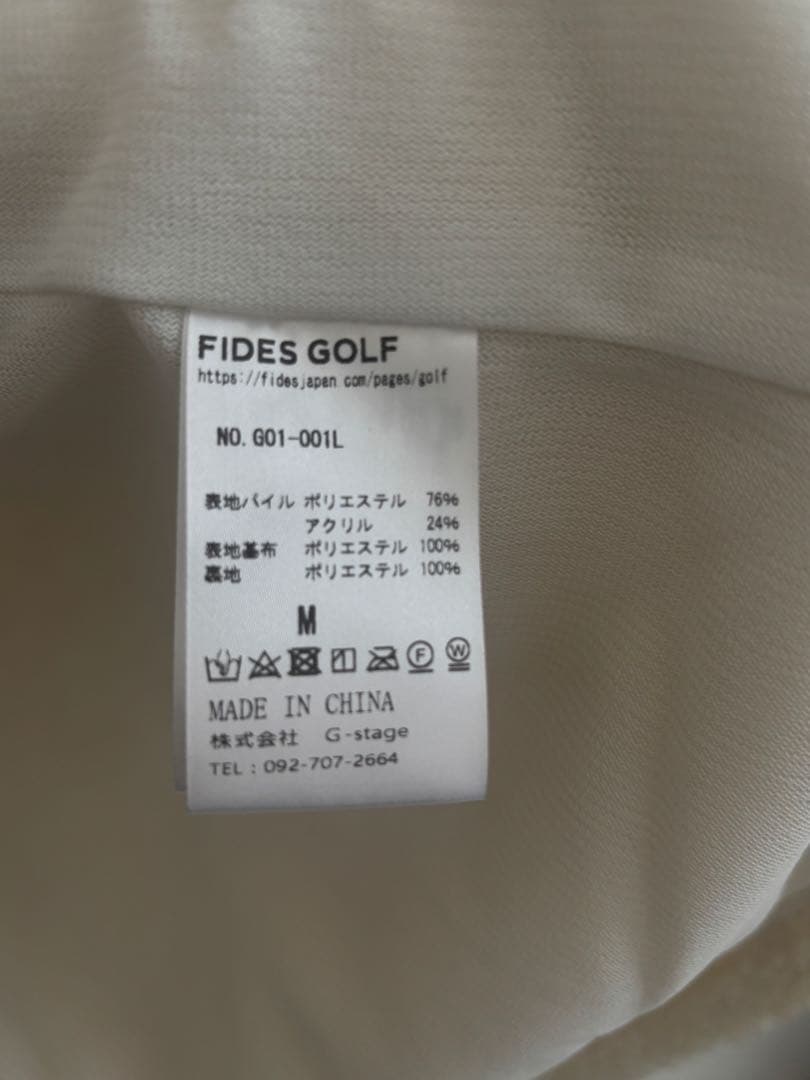 FIDES GOLF
https://fidesjapan.com/pages/golf
NO. G01-001L
表地パイル ポリエステル 76%
アクリル 24%
表地基布 ポリエステル 100%
裏地 ポリエステル 100%
M
F W
MADE IN CHINA
株式会社 G-stage
TEL : 092-707-2664